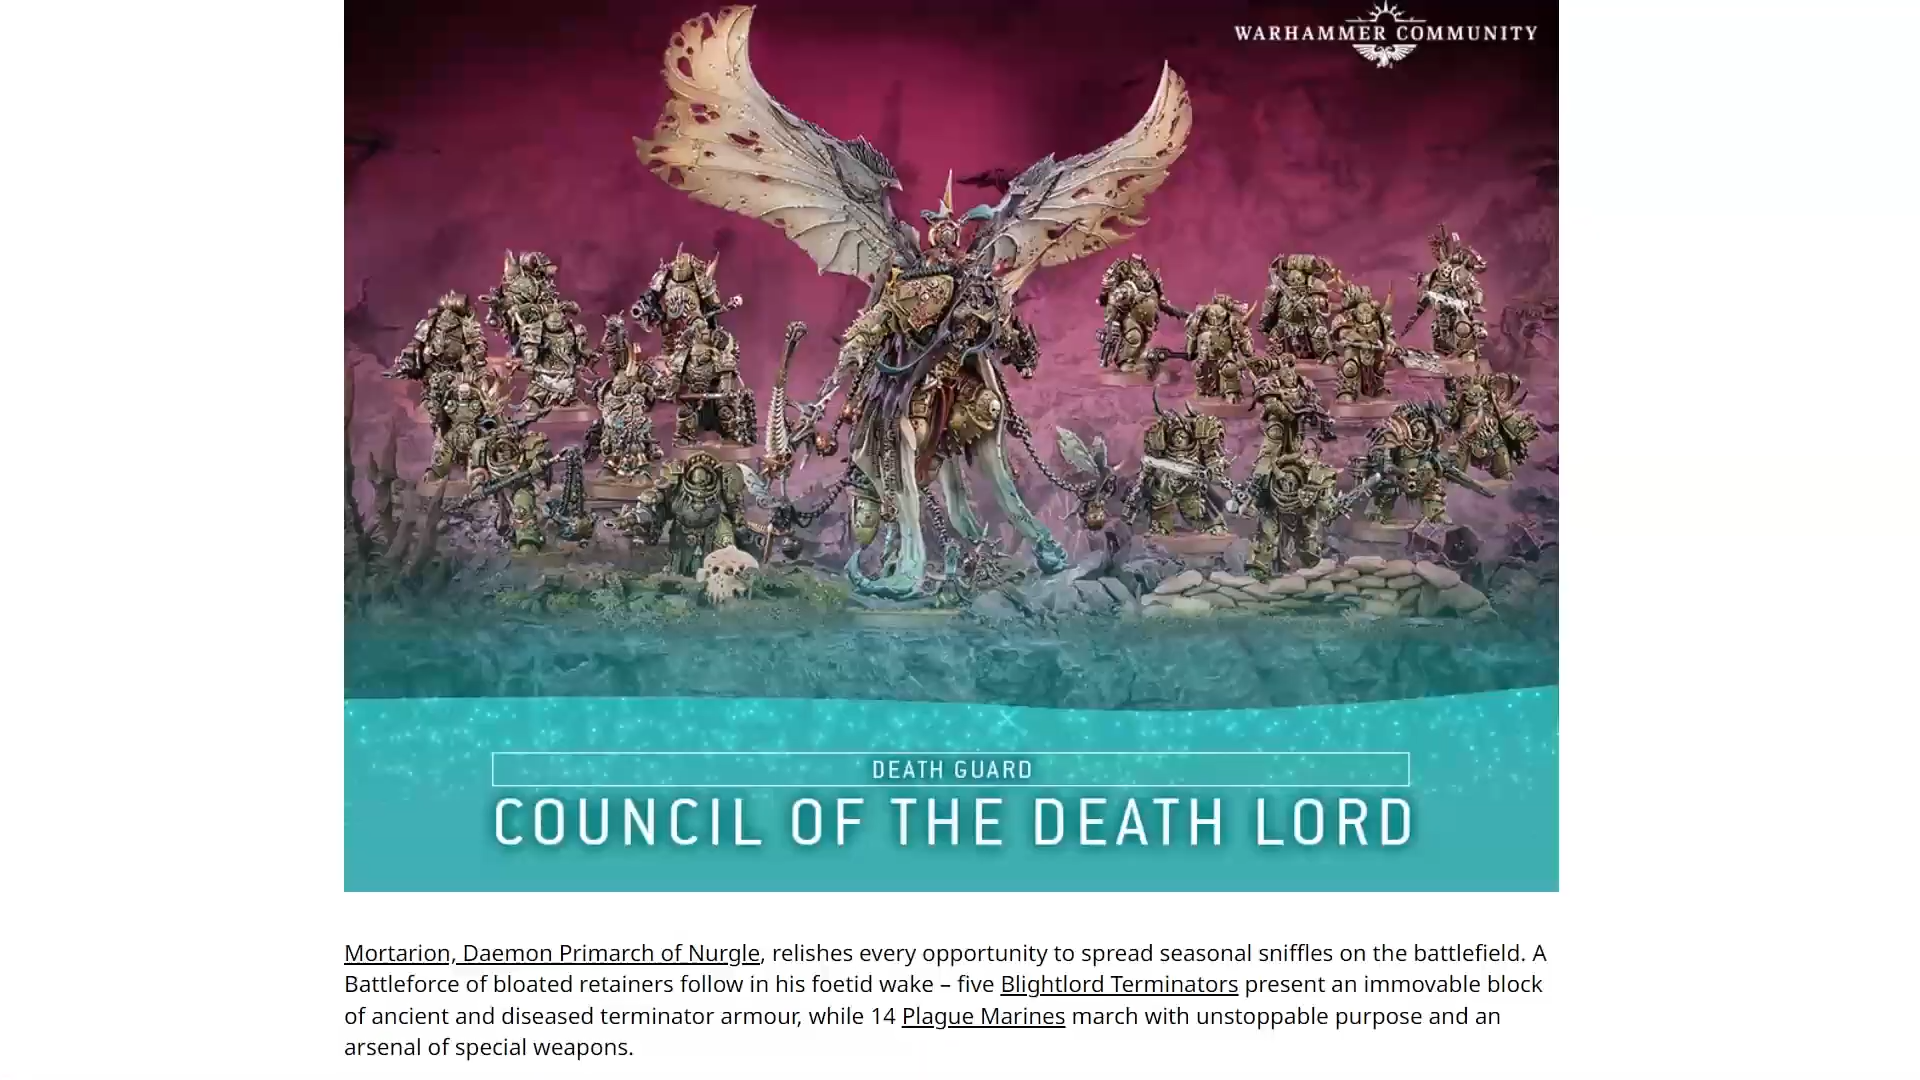 WARHAMMER COMMUNITY
DEATH GUARD
COUNCIL OF THE DEATH LORD
Mortarion, Daemon Primarch of Nurgle, relishes every opportunity to spread seasonal sniffles on the battlefield. A
Battleforce of bloated retainers follow in his foetid wake – five Blightlord Terminators present an immovable block
of ancient and diseased terminator armour, while 14 Plague Marines march with unstoppable purpose and an
arsenal of special weapons.